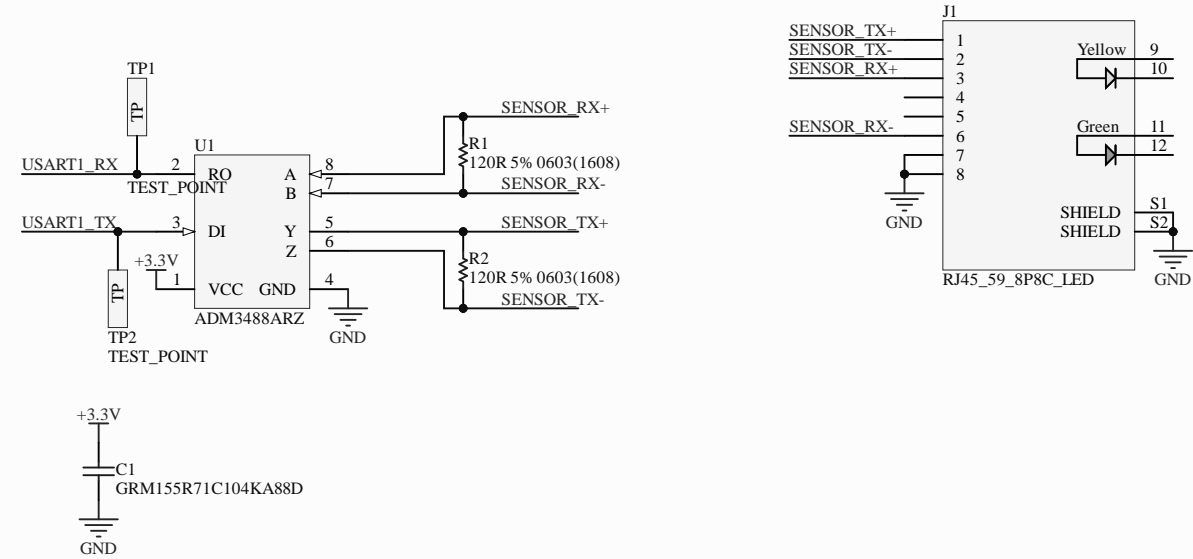 J1
SENSOR_TX+ 1
SENSOR_TX- 2 Yellow 9
SENSOR_RX+ 3 10
4
5
SENSOR_RX- 6 Green 11
7 12
8
GND
SHIELD S1
SHIELD S2
GND
RJ45_59_8P8C_LED
TP1
TP
SENSOR_RX+
U1
R1
120R 5% 0603(1608)
USART1_RX 2 RO A 8
TEST_POINT B 7 SENSOR_RX-
USART1_TX 3 DI Y 5 SENSOR_TX+
Z 6
R2
120R 5% 0603(1608)
+3.3V
1 VCC GND 4 SENSOR_TX-
TP
ADM3488ARZ
GND
TP2
TEST_POINT
+3.3V
C1
GRM155R71C104KA88D
GND